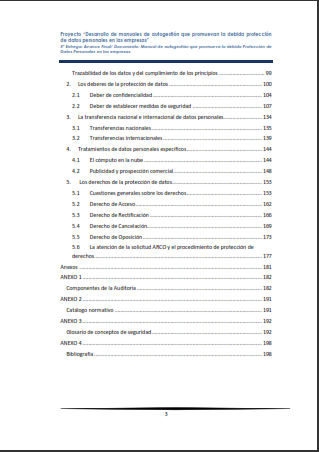 Proyecto "Desarrollo de manuales de autogestión que promuevan la debida protección
de datos personales en las empresas"
5º Entrega: Avance Final: Documento: Manual de autogestión que promueva la debida Protección de
Datos Personales en las empresas
Trazabilidad de los datos y del cumplimiento de los principios 99
2. Los deberes de la protección de datos 100
2.1 Deber de confidencialidad 104
2.2 Deber de establecer medidas de seguridad 107
3. La transferencia nacional e internacional de datos personales 134
3.1 Transferencias nacionales 135
3.2 Transferencias internacionales 139
4. Tratamientos de datos personales específicos 144
4.1 El cómputo en la nube 144
4.2 Publicidad y prospección comercial 148
5. Los derechos de la protección de datos 153
5.1 Cuestiones generales sobre los derechos 153
5.2 Derecho de Acceso 162
5.3 Derecho de Rectificación 166
5.4 Derecho de Cancelación 169
5.5 Derecho de Oposición 173
5.6 La atención de la solicitud ARCO y el procedimiento de protección de
derechos 177
Anexos 181
ANEXO 1 182
Componentes de la Auditoría 182
ANEXO 2 191
Catálogo normativo 191
ANEXO 3 192
Glosario de conceptos de seguridad 192
ANEXO 4 198
Bibliografía 198
3